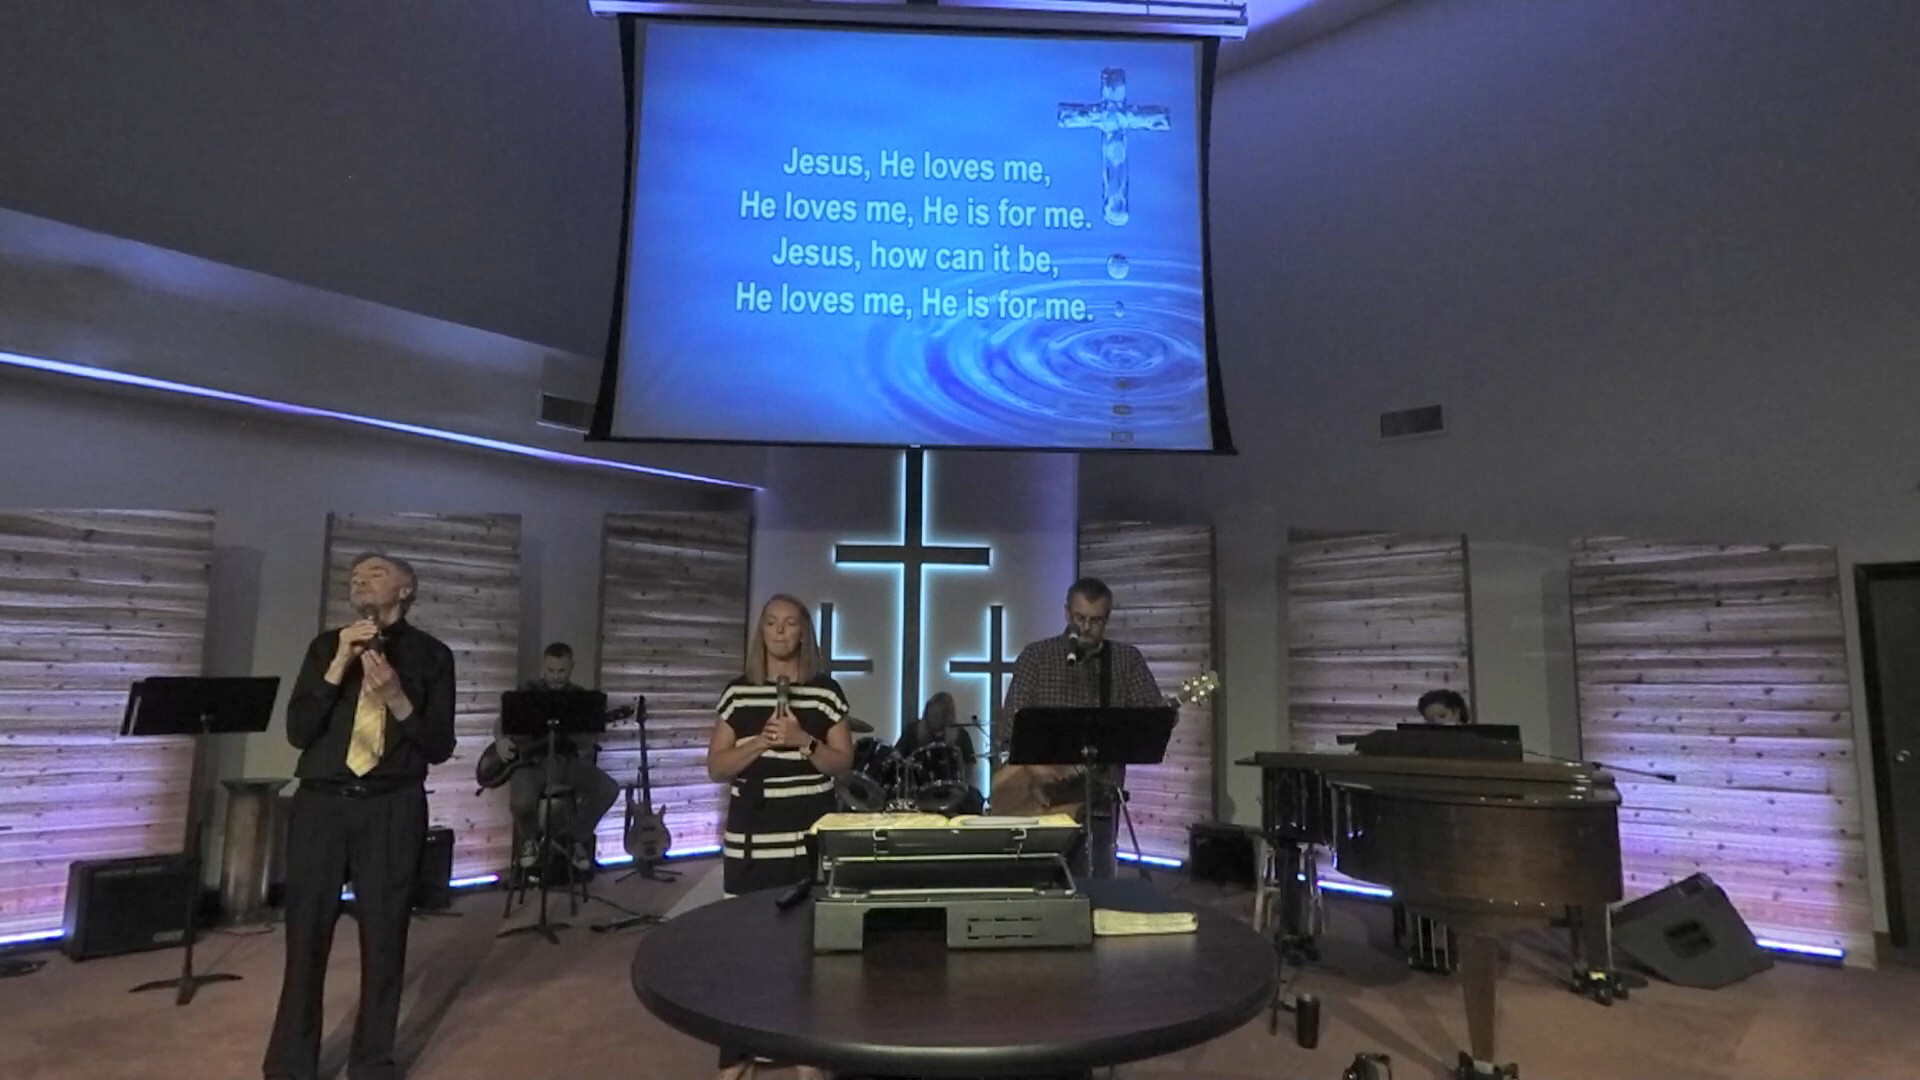 Jesus, He loves me,
He loves me, He is for me.
Jesus, how can it be,
He loves me, He is for me.